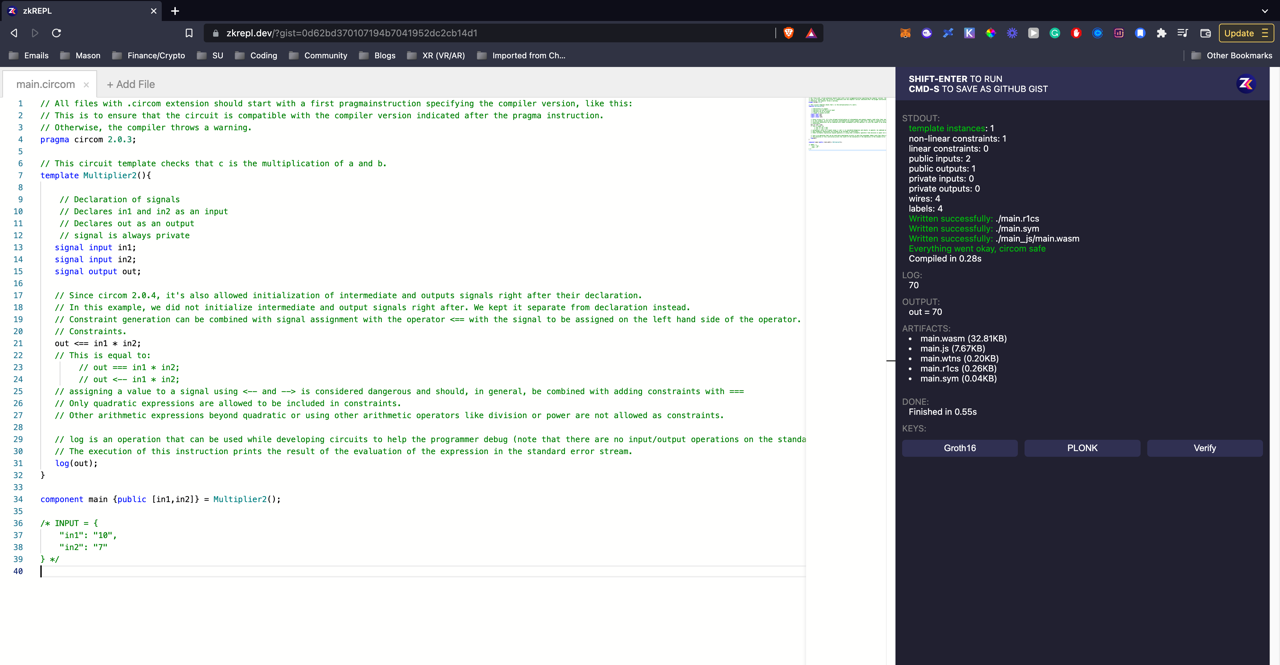 zkREPL
zkrepl.dev/?gist=0d62bd370107194b7041952dc2cb14d1
Update
Emails
Mason
Finance/Crypto
SU
Coding
Community
Blogs
XR (VR/AR)
Imported from Ch...
Other Bookmarks
main.circom
+ Add File
1 // All files with .circom extension should start with a first pragmainstruction specifying the compiler version, like this:
2 // This is to ensure that the circuit is compatible with the compiler version indicated after the pragma instruction.
3 // Otherwise, the compiler throws a warning.
4 pragma circom 2.0.3;
5
6 // This circuit template checks that c is the multiplication of a and b.
7 template Multiplier2(){
8
9 // Declaration of signals
10 // Declares in1 and in2 as an input
11 // Declares out as an output
12 // signal is always private
13 signal input in1;
14 signal input in2;
15 signal output out;
16
17 // Since circom 2.0.4, it's also allowed initialization of intermediate and outputs signals right after their declaration.
18 // In this example, we did not initialize intermediate and output signals right after. We kept it separate from declaration instead.
19 // Constraint generation can be combined with signal assignment with the operator <== with the signal to be assigned on the left hand side of the operator.
20 // Constraints.
21 out <== in1 * in2;
22 // This is equal to:
23 // out === in1 * in2;
24 // out <-- in1 * in2;
25 // assigning a value to a signal using <-- and --> is considered dangerous and should, in general, be combined with adding constraints with ===
26 // Only quadratic expressions are allowed to be included in constraints.
27 // Other arithmetic expressions beyond quadratic or using other arithmetic operators like division or power are not allowed as constraints.
28
29 // log is an operation that can be used while developing circuits to help the programmer debug (note that there are no input/output operations on the standa
30 // The execution of this instruction prints the result of the evaluation of the expression in the standard error stream.
31 log(out);
32 }
33
34 component main {public [in1,in2]} = Multiplier2();
35
36 /* INPUT = {
37 "in1": "10",
38 "in2": "7"
39 } */
40
SHIFT-ENTER TO RUN
CMD-S TO SAVE AS GITHUB GIST
STDOUT:
template instances: 1
non-linear constraints: 1
linear constraints: 0
public inputs: 2
public outputs: 1
private inputs: 0
private outputs: 0
wires: 4
labels: 4
Written successfully: ./main.r1cs
Written successfully: ./main.sym
Written successfully: ./main_js/main.wasm
Everything went okay, circom safe
Compiled in 0.28s
LOG:
70
OUTPUT:
out = 70
ARTIFACTS:
• main.wasm (32.81KB)
• main.js (7.67KB)
• main.wtns (0.20KB)
• main.r1cs (0.26KB)
• main.sym (0.04KB)
DONE:
Finished in 0.55s
KEYS:
Groth16
PLONK
Verify